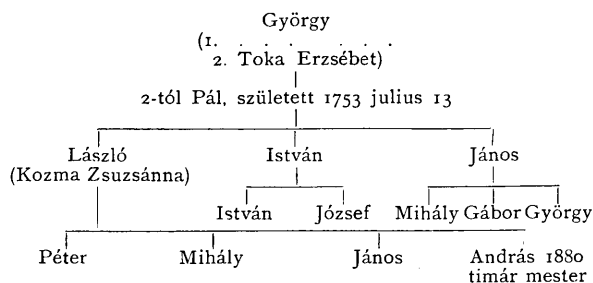 György
(1. . . . . . .
2. Toka Erzsébet)
2-tól Pál, született 1753 julius 13
László István János
(Kozma Zsuzsánna)
István József Mihály Gábor György
Péter Mihály János András 1880
timár mester